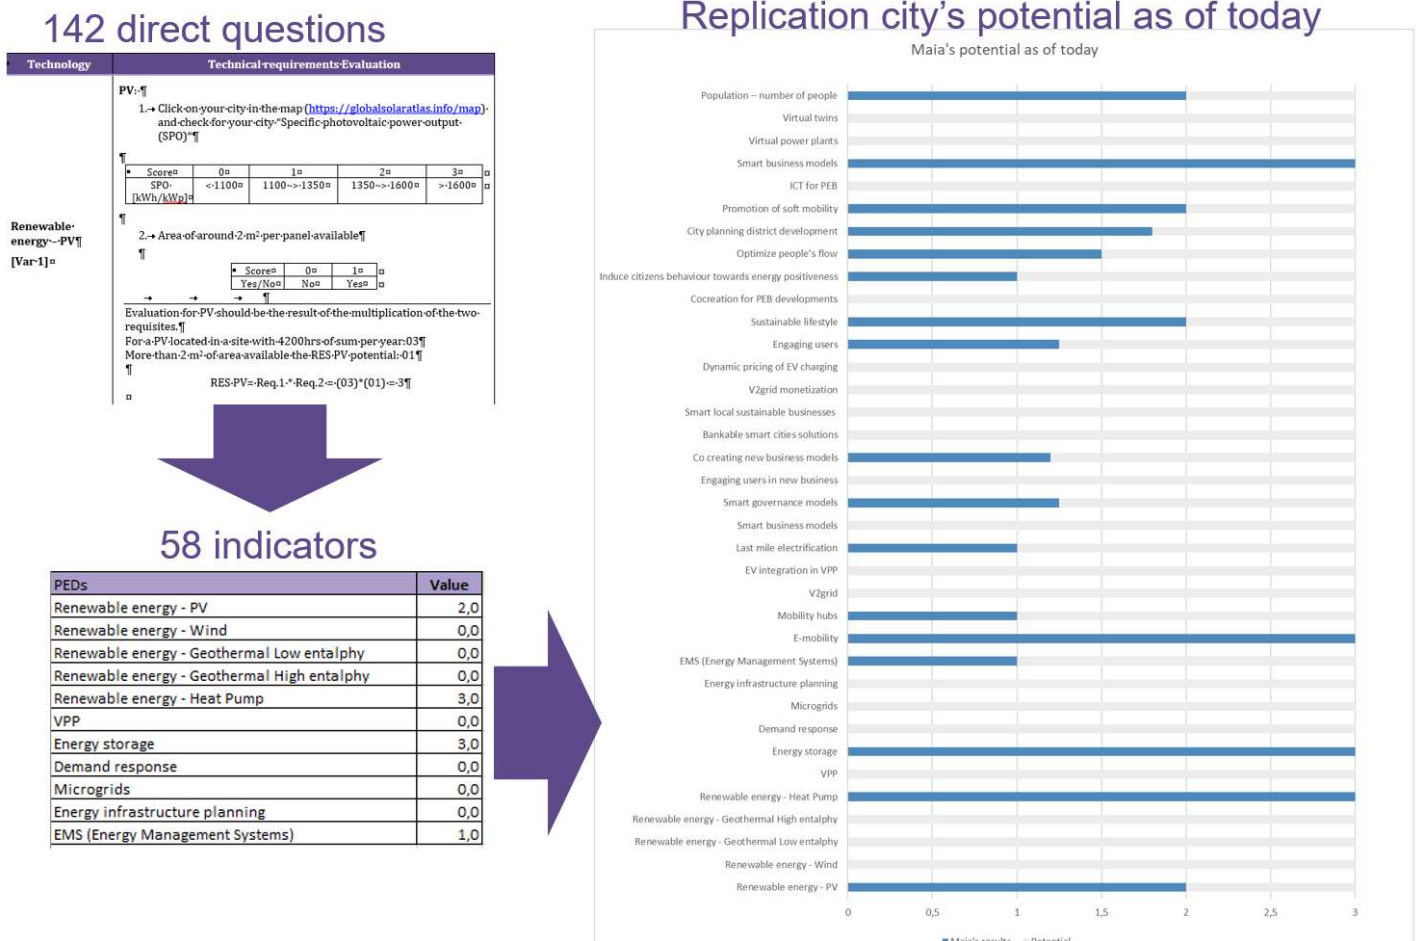 142 direct questions
Technology Technical·requirements·Evaluation
PV:·¶
1.→ Click·on·your·city·in·the·map·(https://globalsolaratlas.info/map)·
and·check·for·your·city·"Specific·photovoltaic·power·output·
(SPO)"¶
¶
Score¤ 0¤ 1¤ 2¤ 3¤ ¤
SPO· <·1100¤ 1100·->·1350¤ 1350·->·1600¤ >·1600¤ ¤
[kWh/kWp]¤
¶
Renewable·
energy·–·PV¶
[Var·1]¤
2.→ Area·of·around·2·m²·per·panel·available¶
¶
Score¤ 0¤ 1¤ ¤
Yes/No¤ No¤ Yes¤ ¤
→ → → ¶
Evaluation·for·PV·should·be·the·result·of·the·multiplication·of·the·two·
requisites.¶
For·a·PV·located·in·a·site·with·4200hrs·of·sum·per·year:03¶
More·than·2·m²·of·area·available·the·RES·PV·potential:·01¶
¶
RES·PV=·Req.1·*·Req.2·=·(03)*(01)·=·3¶
¤
58 indicators
PEDs Value
Renewable energy - PV 2,0
Renewable energy - Wind 0,0
Renewable energy - Geothermal Low entalphy 0,0
Renewable energy - Geothermal High entalphy 0,0
Renewable energy - Heat Pump 3,0
VPP 0,0
Energy storage 3,0
Demand response 0,0
Microgrids 0,0
Energy infrastructure planning 0,0
EMS (Energy Management Systems) 1,0
Replication city's potential as of today
Maia's potential as of today
Population – number of people
Virtual twins
Virtual power plants
Smart business models
ICT for PEB
Promotion of soft mobility
City planning district development
Optimize people's flow
Induce citizens behaviour towards energy positiveness
Cocreation for PEB developments
Sustainable lifestyle
Engaging users
Dynamic pricing of EV charging
V2grid monetization
Smart local sustainable businesses
Bankable smart cities solutions
Co creating new business models
Engaging users in new business
Smart governance models
Smart business models
Last mile electrification
EV integration in VPP
V2grid
Mobility hubs
E-mobility
EMS (Energy Management Systems)
Energy infrastructure planning
Microgrids
Demand response
Energy storage
VPP
Renewable energy - Heat Pump
Renewable energy - Geothermal High entalphy
Renewable energy - Geothermal Low entalphy
Renewable energy - Wind
Renewable energy - PV
0 0,5 1 1,5 2 2,5 3
Maia's results Potential